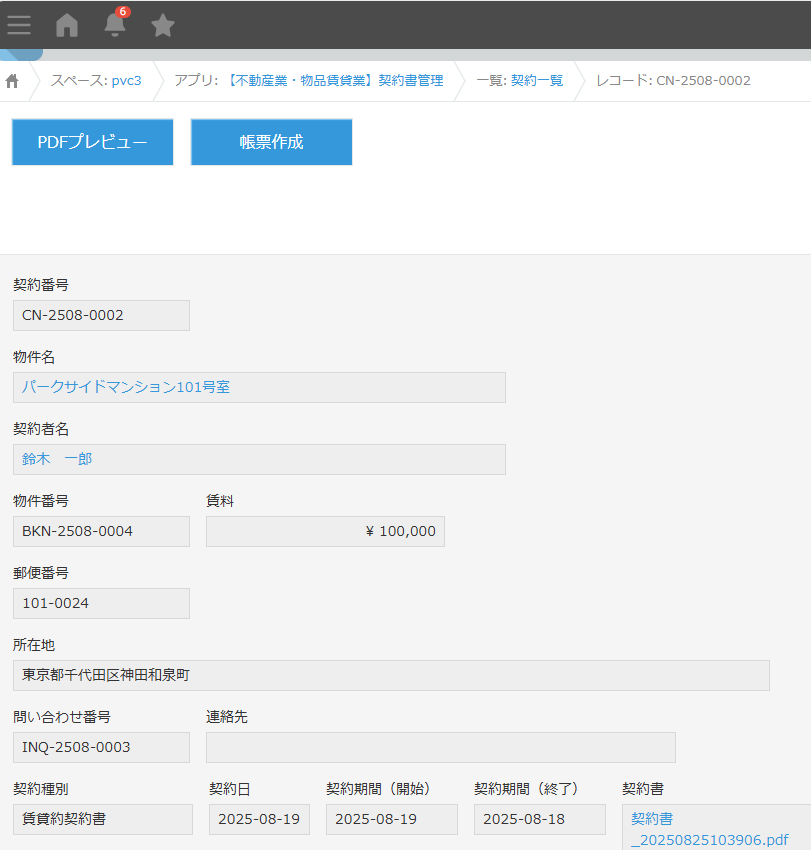 6
スペース: pvc3 アプリ: 【不動産業・物品賃貸業】契約書管理 一覧: 契約一覧 レコード: CN-2508-0002
PDFプレビュー 帳票作成
契約番号
CN-2508-0002
物件名
パークサイドマンション101号室
契約者名
鈴木　一郎
物件番号 賃料
BKN-2508-0004 ¥ 100,000
郵便番号
101-0024
所在地
東京都千代田区神田和泉町
問い合わせ番号 連絡先
INQ-2508-0003
契約種別 契約日 契約期間（開始） 契約期間（終了） 契約書
賃貸約契約書 2025-08-19 2025-08-19 2025-08-18 契約書
_20250825103906.pdf